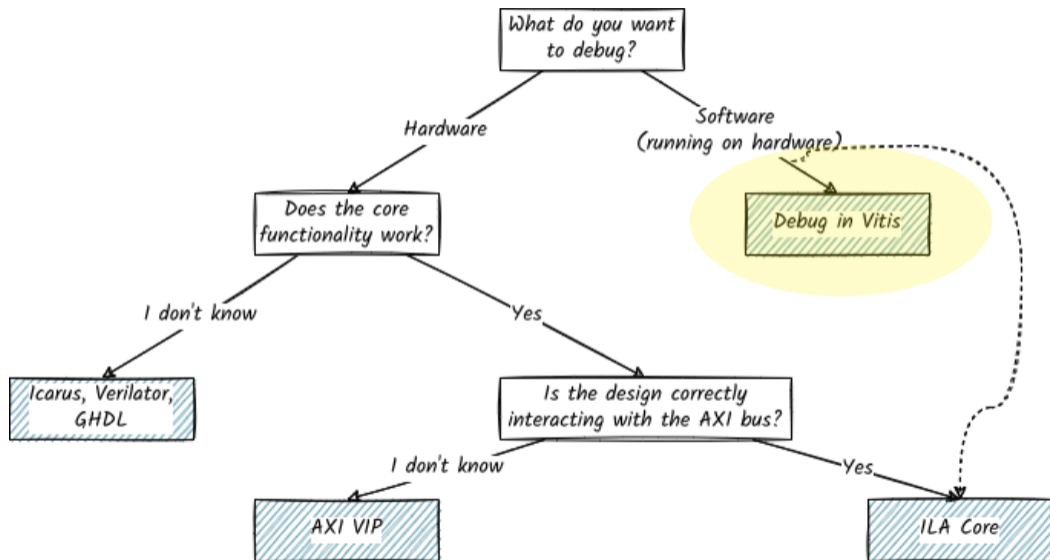 What do you want
to debug?
Hardware
Software
(running on hardware)
Does the core
functionality work?
Debug in Vitis
I don't know
Yes
Icarus, Verilator,
GHDL
Is the design correctly
interacting with the AXI bus?
I don't know
Yes
AXI VIP
ILA Core